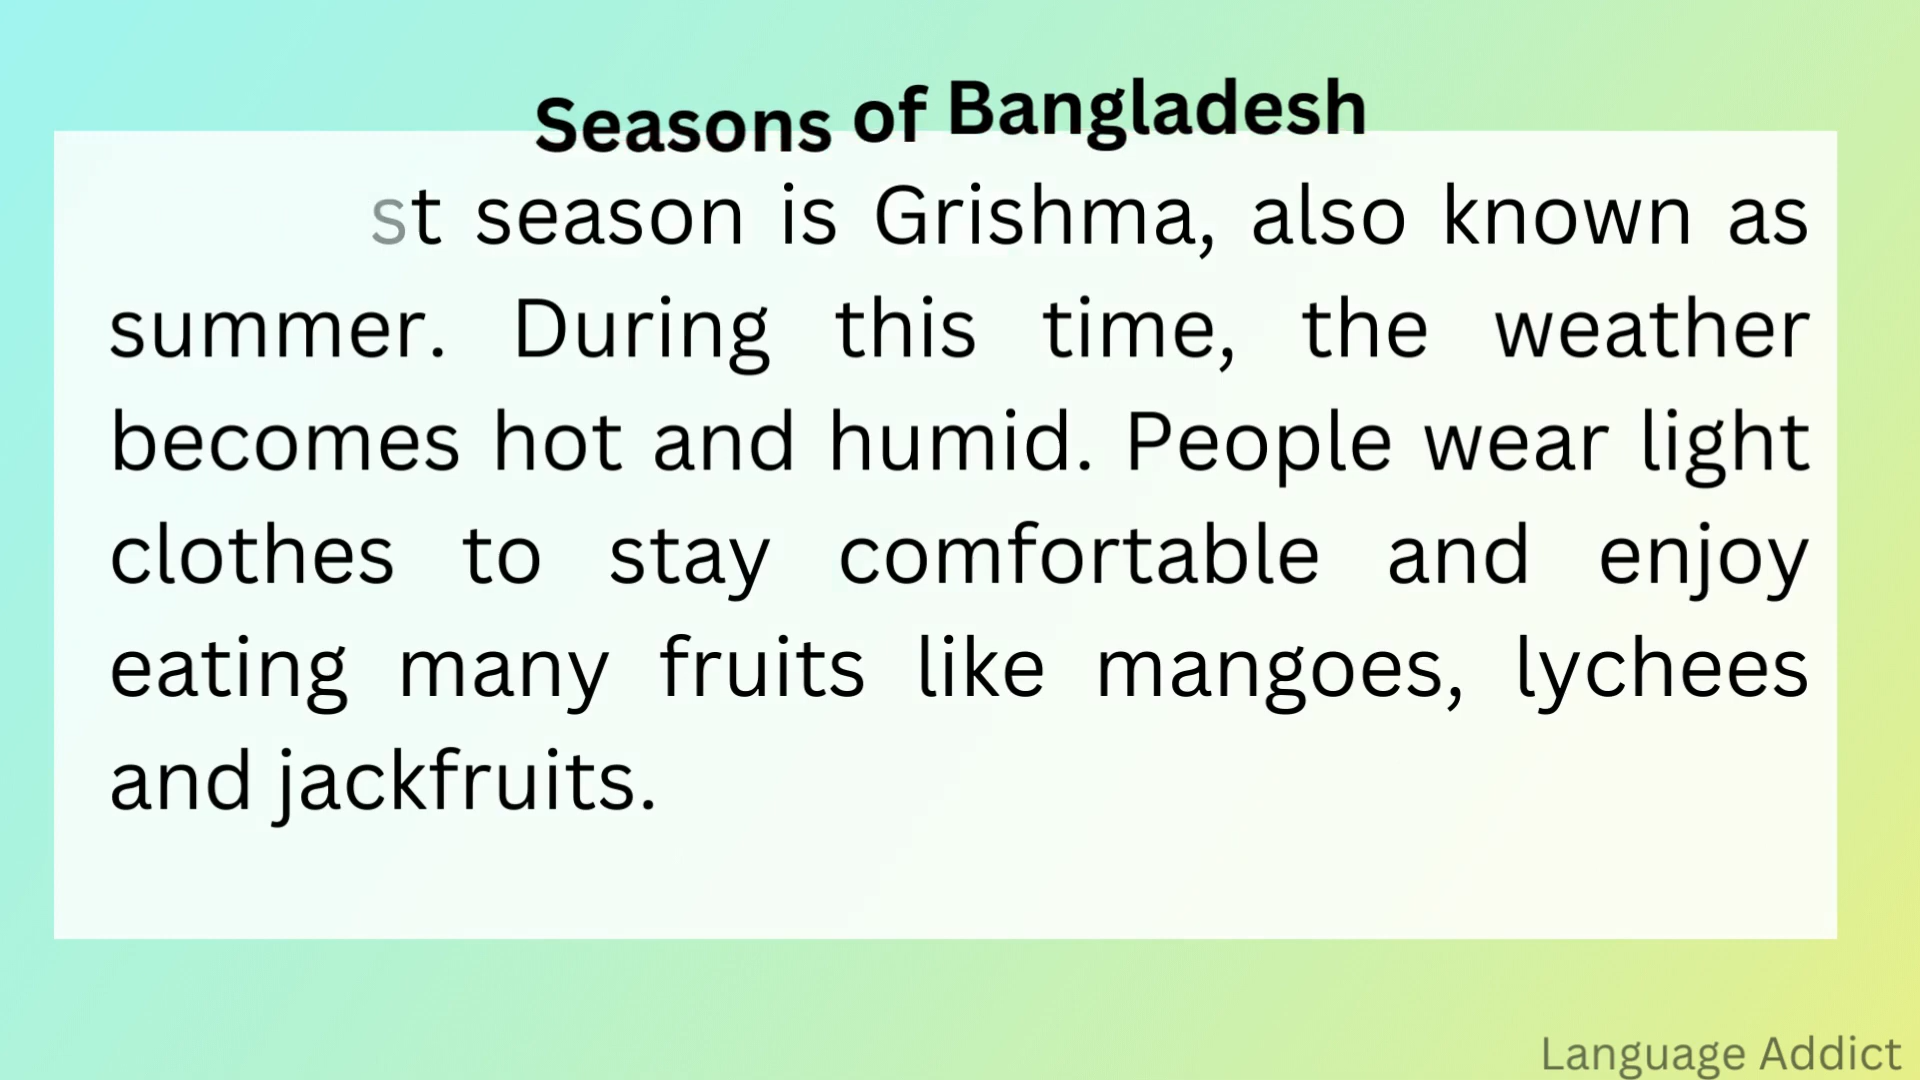 Seasons of Bangladesh
st season is Grishma, also known as
summer. During this time, the weather
becomes hot and humid. People wear light
clothes to stay comfortable and enjoy
eating many fruits like mangoes, lychees
and jackfruits.
Language Addict